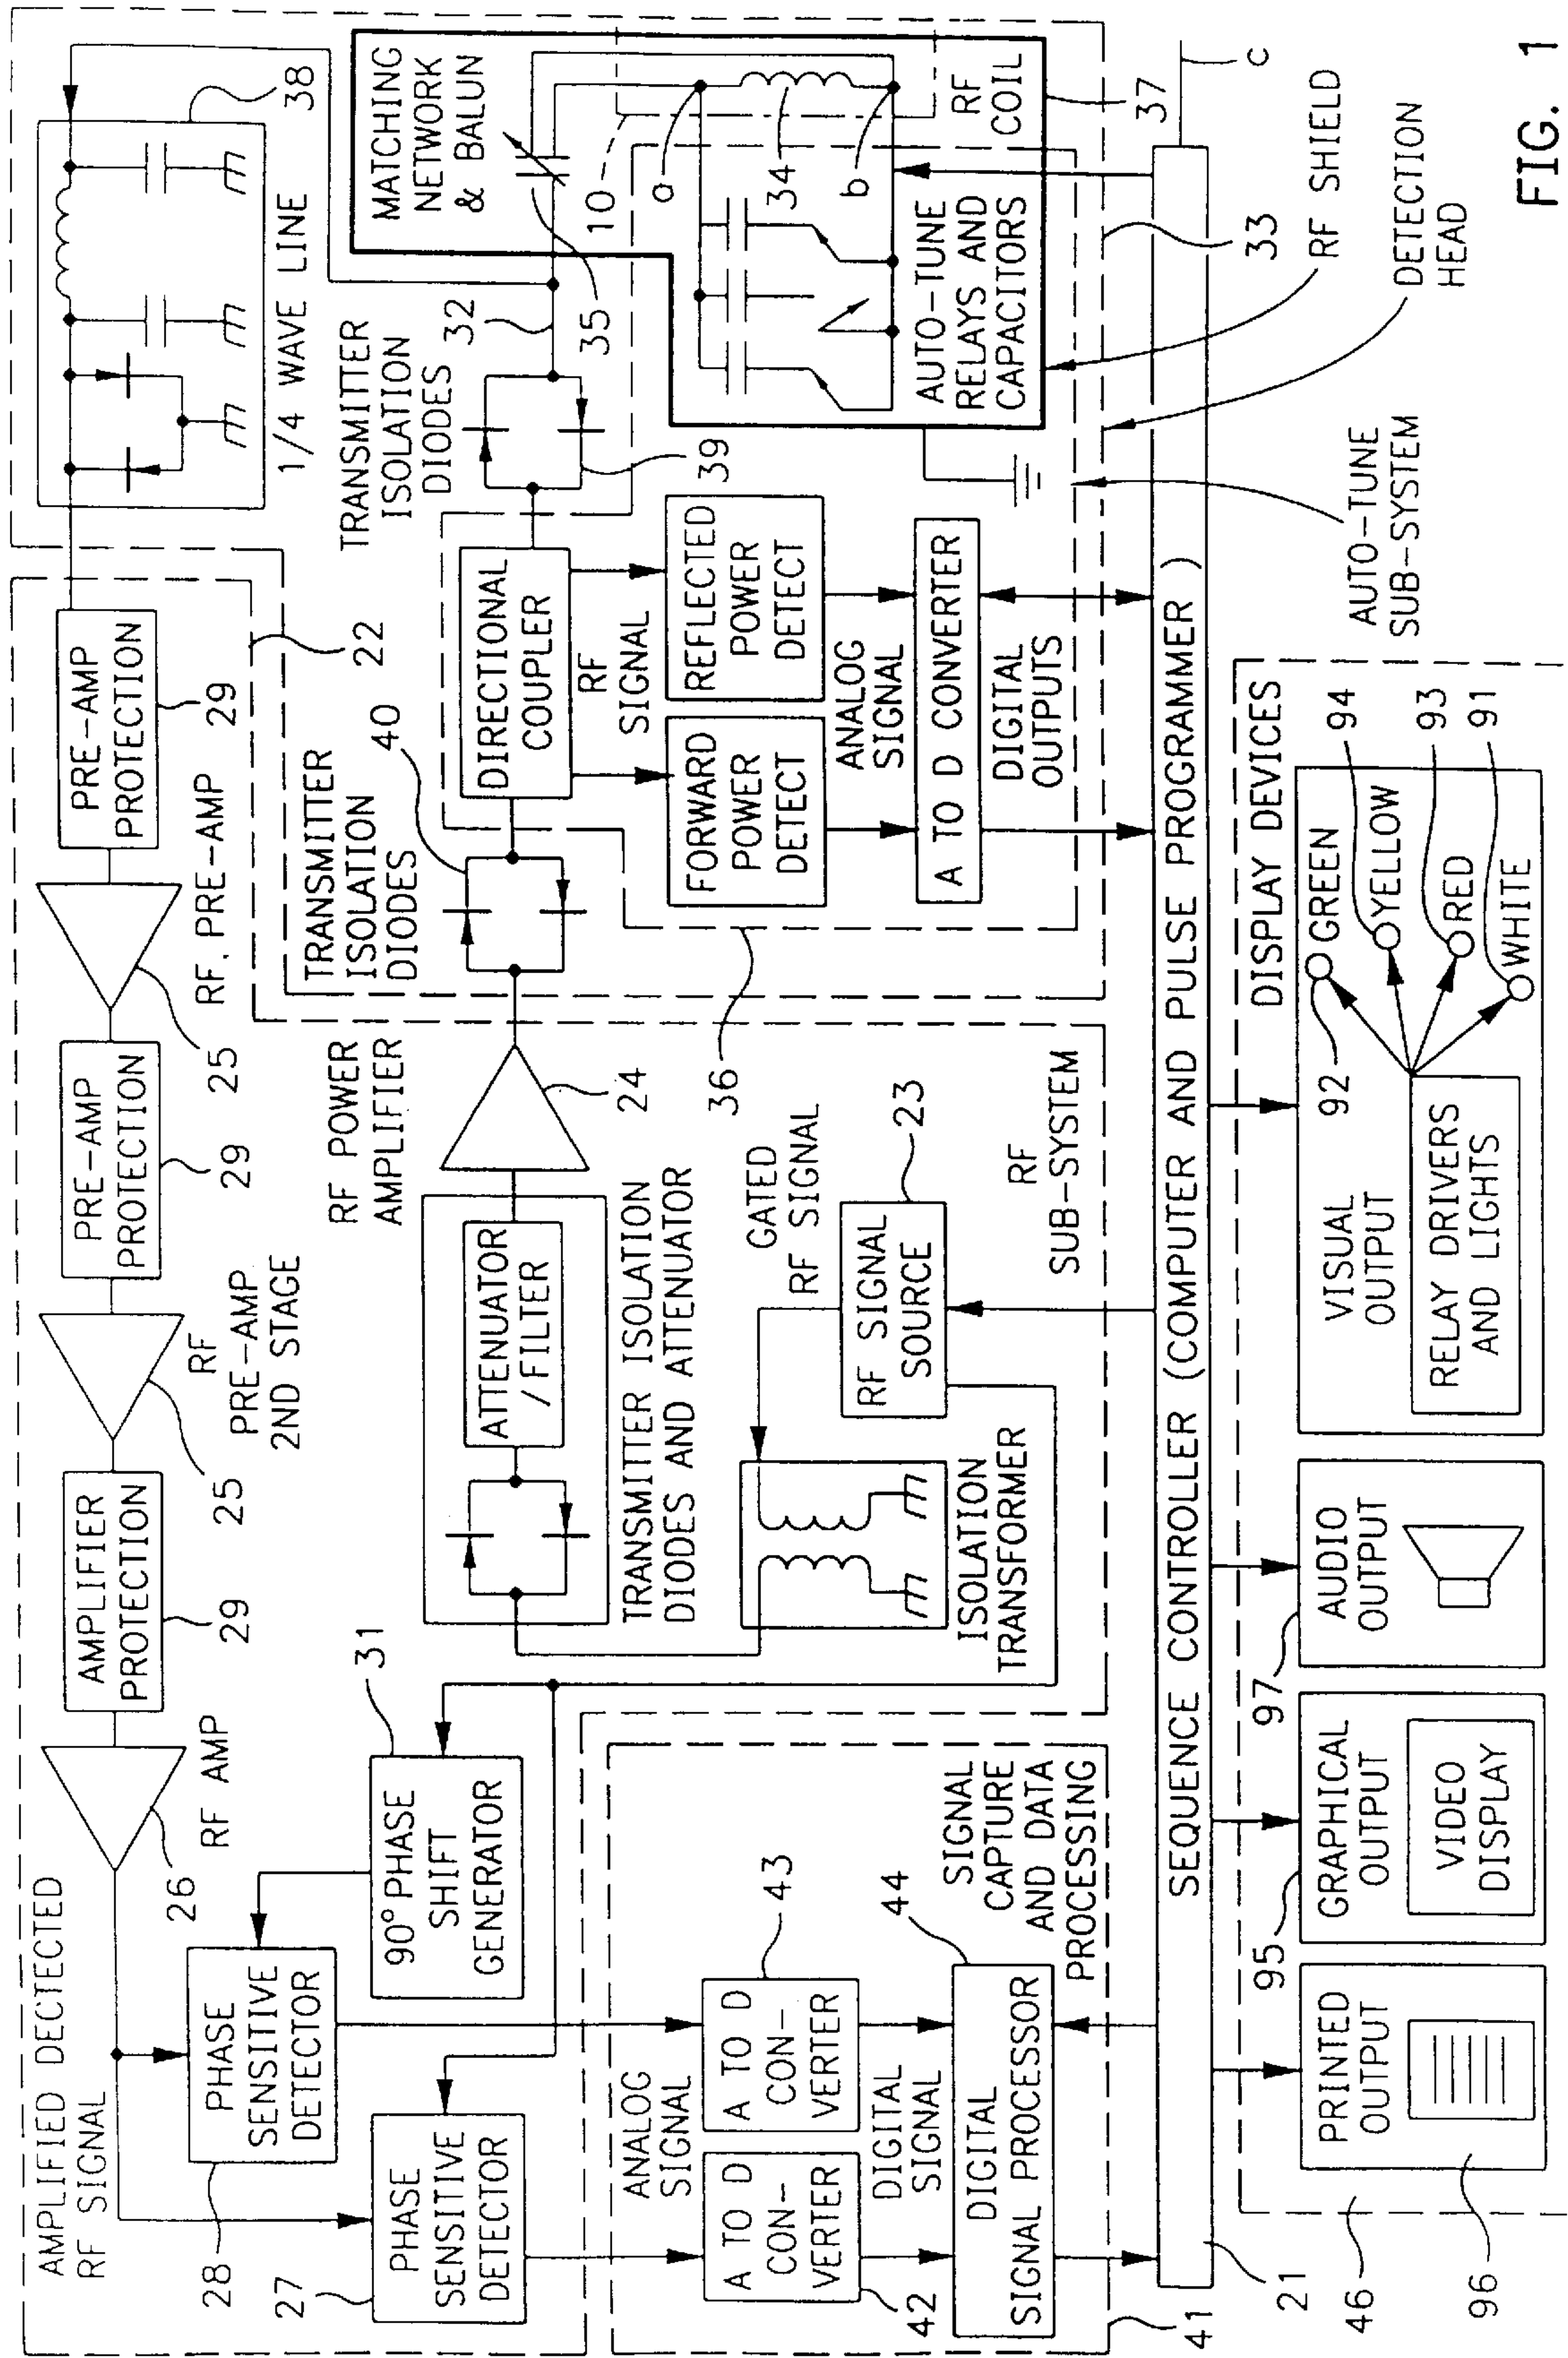 AMPLIFIED DECTECTED
RF SIGNAL
26
RF AMP
AMPLIFIER
PROTECTION
29
25
RF
PRE-AMP
2ND STAGE
PRE-AMP
PROTECTION
29
25
RF. PRE-AMP
PRE-AMP
PROTECTION
29
22
1/4 WAVE LINE
38
28
PHASE
SENSITIVE
DETECTOR
27
PHASE
SENSITIVE
DETECTOR
31
90° PHASE
SHIFT
GENERATOR
ATTENUATOR
/FILTER
TRANSMITTER ISOLATION
DIODES AND ATTENUATOR
RF POWER
AMPLIFIER
24
TRANSMITTER
ISOLATION
DIODES
40
DIRECTIONAL
COUPLER
TRANSMITTER
ISOLATION
DIODES
39
32
35
MATCHING
NETWORK
& BALUN
10
a
34
b
RF
COIL
37
AUTO-TUNE
RELAYS AND
CAPACITORS
RF
SIGNAL
FORWARD
POWER
DETECT
REFLECTED
POWER
DETECT
ANALOG
SIGNAL
A TO D CONVERTER
DIGITAL
OUTPUTS
36
ISOLATION
TRANSFORMER
GATED
RF SIGNAL
RF SIGNAL
SOURCE
23
RF
SUB-SYSTEM
ANALOG
SIGNAL
A TO D
CON-
VERTER
42
A TO D
CON-
VERTER
43
DIGITAL
SIGNAL
DIGITAL
SIGNAL PROCESSOR
44
SIGNAL
CAPTURE
AND DATA
PROCESSING
41
SEQUENCE CONTROLLER (COMPUTER AND PULSE PROGRAMER )
21
c
33
RF SHIELD
DETECTION
HEAD
AUTO-TUNE
SUB-SYSTEM
46
96
PRINTED
OUTPUT
95
GRAPHICAL
OUTPUT
VIDEO
DISPLAY
97
AUDIO
OUTPUT
DISPLAY DEVICES
VISUAL
OUTPUT
RELAY DRIVERS
AND LIGHTS
92
GREEN
94
YELLOW
93
RED
91
WHITE
FIG. 1